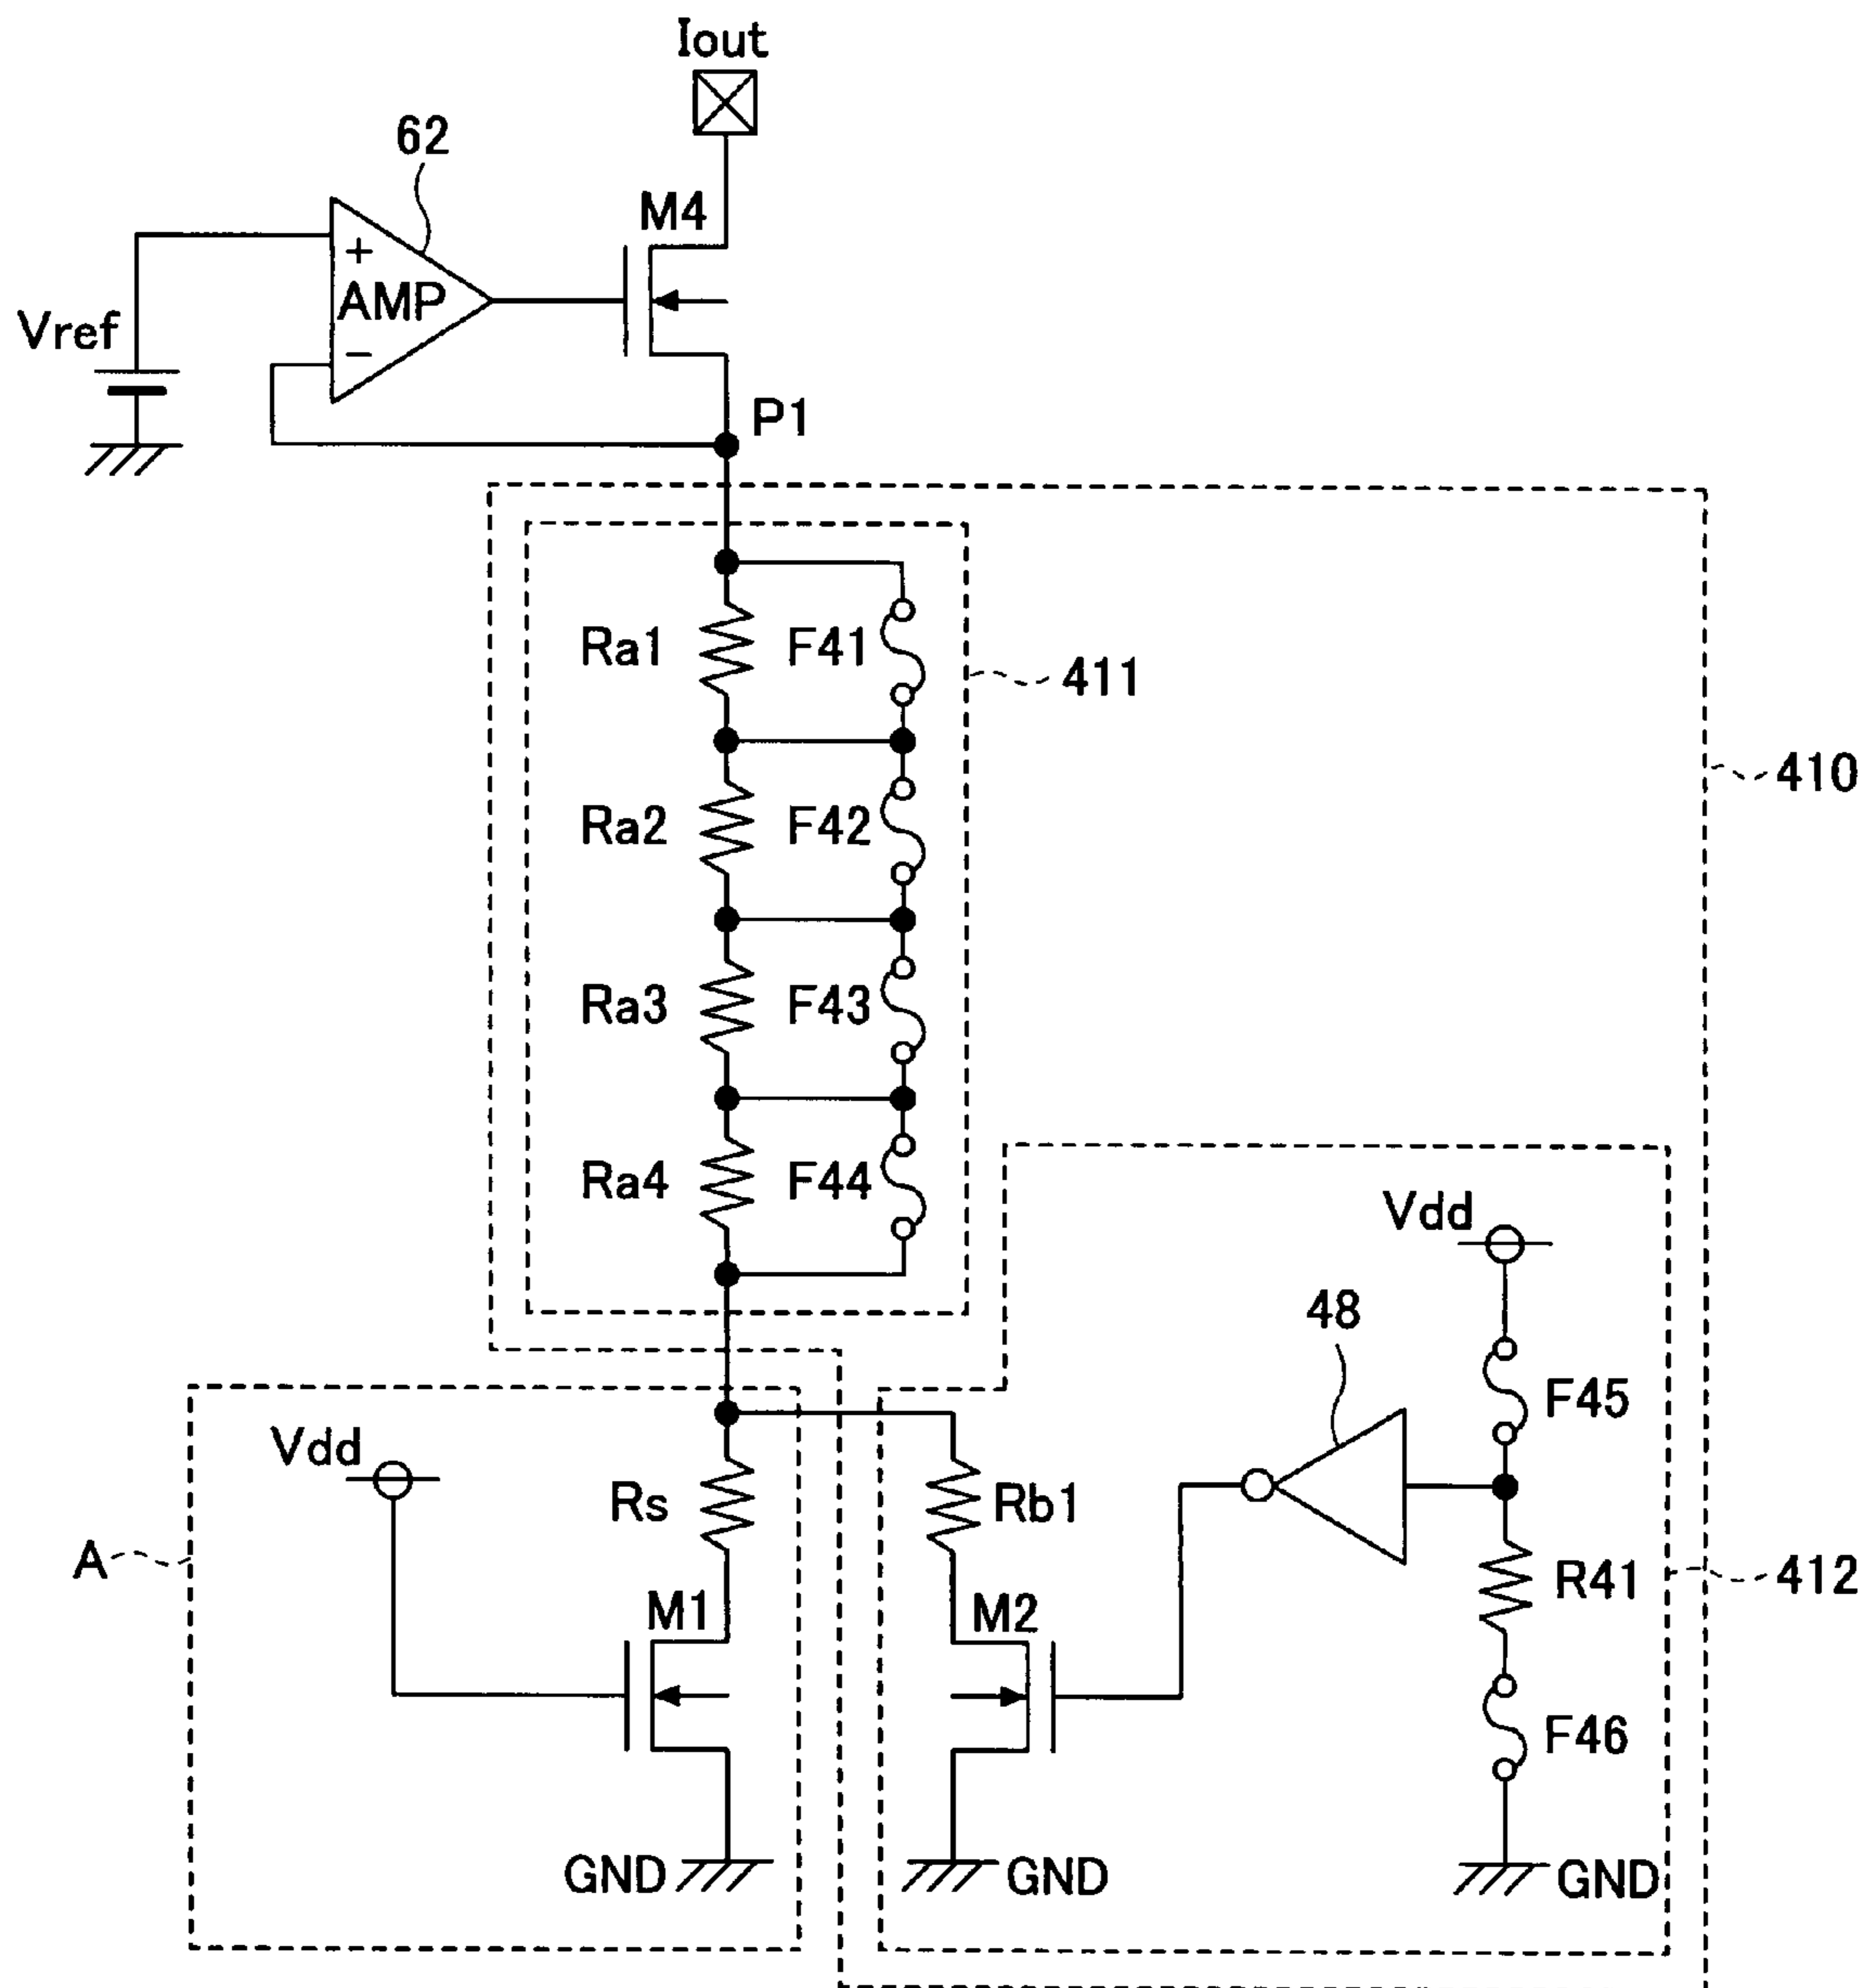 Iout
62
M4
+
AMP
Vref
−
P1
Ra1
F41
411
410
Ra2
F42
Ra3
F43
Ra4
F44
Vdd
48
F45
Vdd
Rs
Rb1
A
R41
412
M1
M2
F46
GND
GND
GND